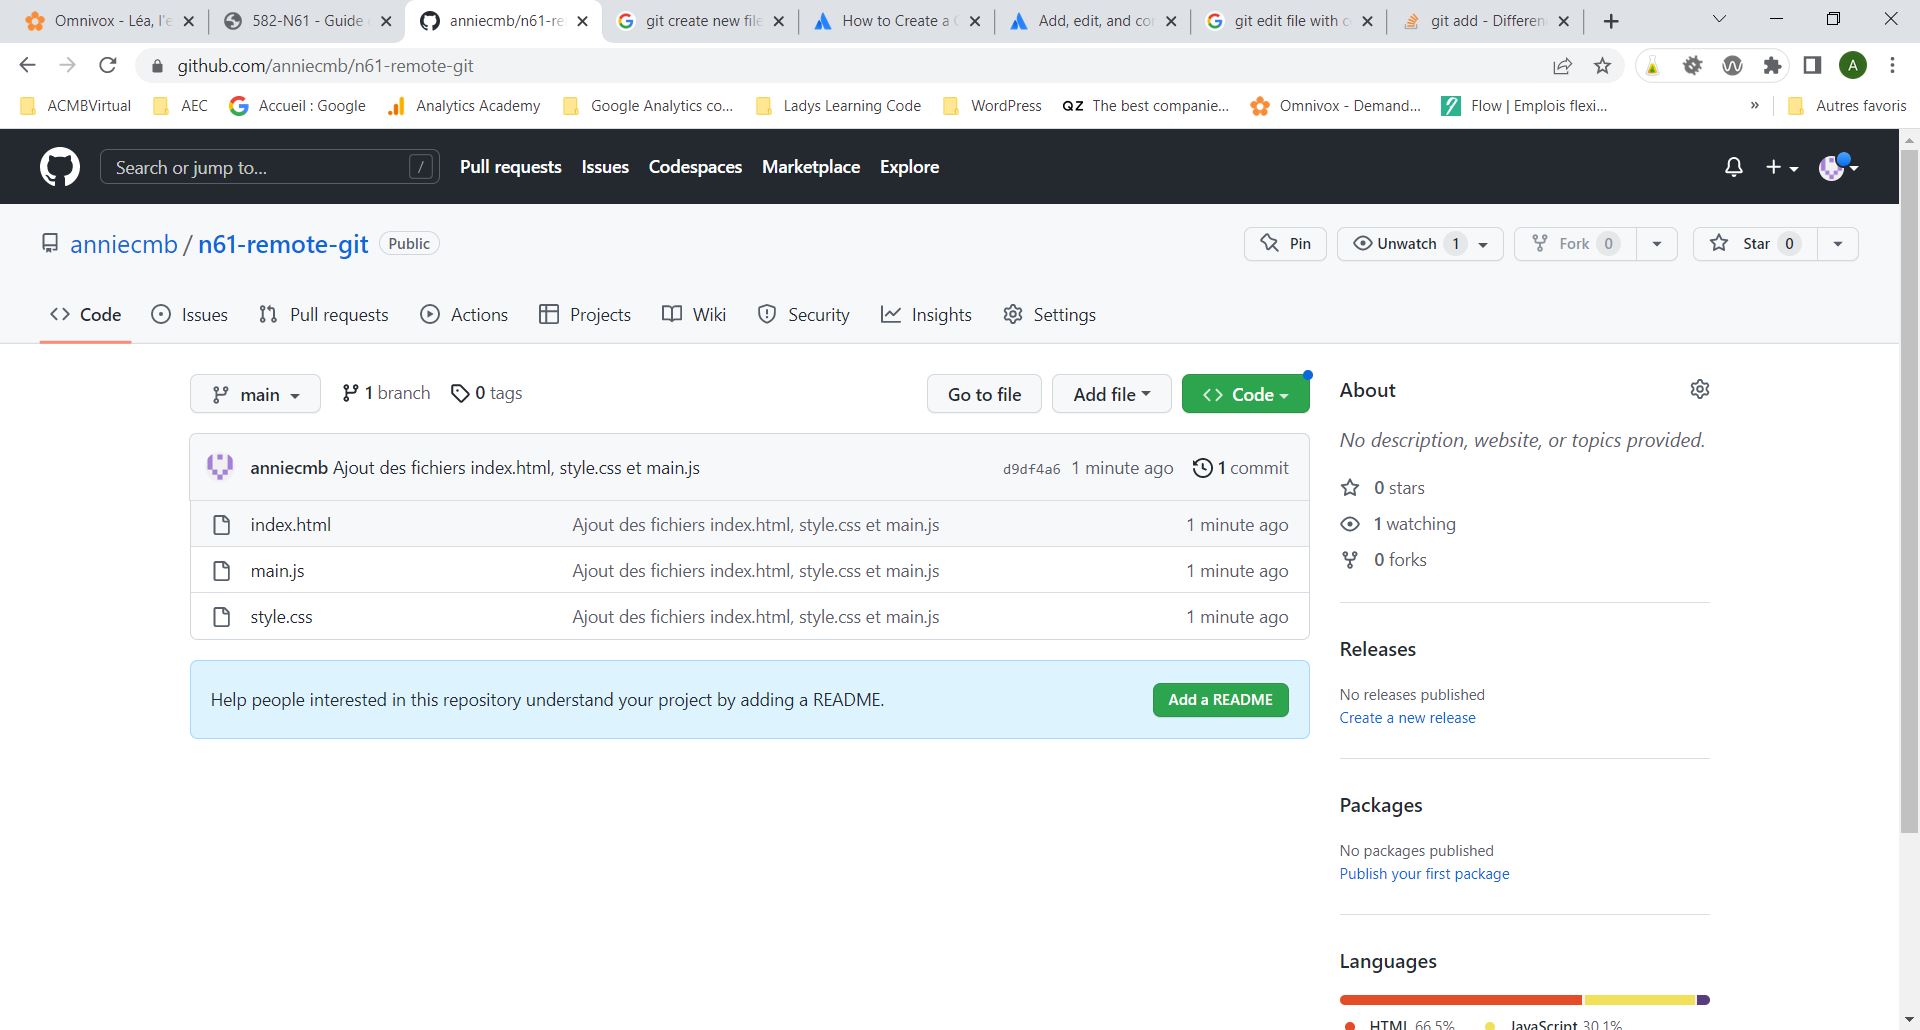 Omnivox - Léa, l'e
582-N61 - Guide
anniecmb/n61-re
git create new file
How to Create a
Add, edit, and co
git edit file with c
git add - Differen
github.com/anniecmb/n61-remote-git
A
ACMBVirtual
AEC
Accueil : Google
Analytics Academy
Google Analytics co...
Ladys Learning Code
WordPress
QZ The best companie...
Omnivox - Demand...
Flow | Emplois flexi...
»
Autres favoris
Search or jump to... /
Pull requests
Issues
Codespaces
Marketplace
Explore
anniecmb / n61-remote-git Public
Pin
Unwatch 1
Fork 0
Star 0
Code
Issues
Pull requests
Actions
Projects
Wiki
Security
Insights
Settings
main
1 branch
0 tags
Go to file
Add file
Code
anniecmb Ajout des fichiers index.html, style.css et main.js d9df4a6 1 minute ago 1 commit
index.html Ajout des fichiers index.html, style.css et main.js 1 minute ago
main.js Ajout des fichiers index.html, style.css et main.js 1 minute ago
style.css Ajout des fichiers index.html, style.css et main.js 1 minute ago
Help people interested in this repository understand your project by adding a README.
Add a README
About
No description, website, or topics provided.
0 stars
1 watching
0 forks
Releases
No releases published
Create a new release
Packages
No packages published
Publish your first package
Languages
HTML 66.5% JavaScript 30.1%